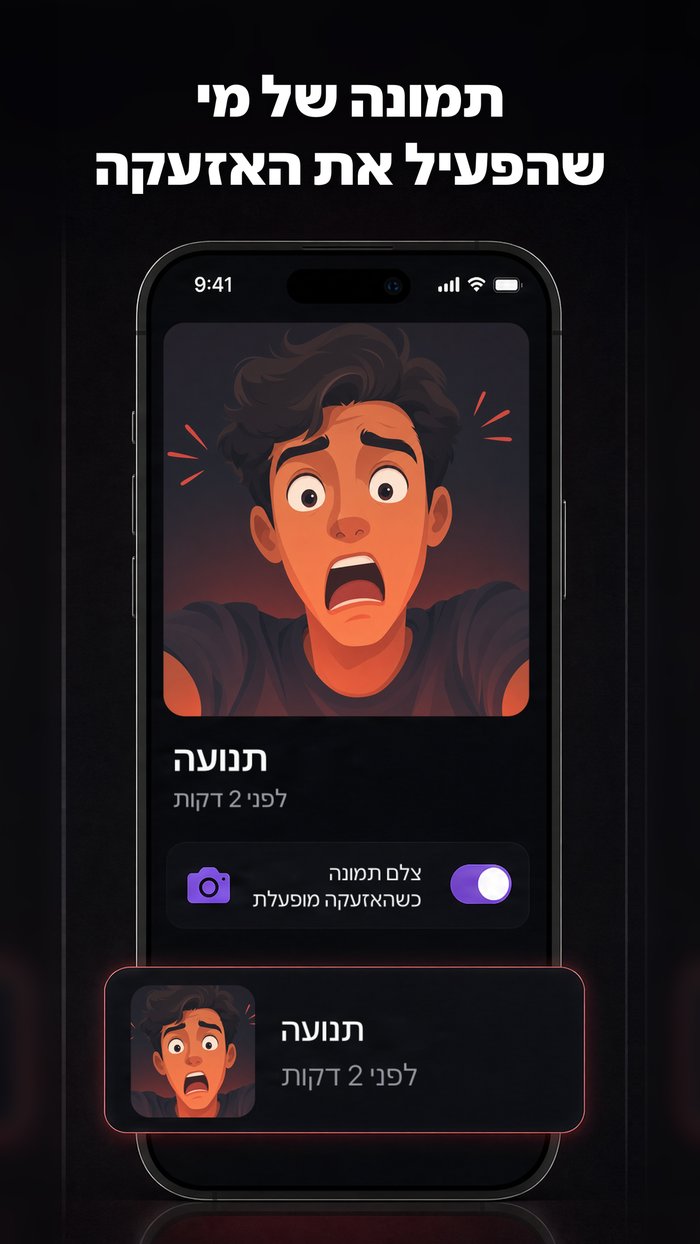 תמונה של מי
שהפעיל את האזעקה
9:41
תנועה
לפני 2 דקות
צלם תמונה
כשהאזעקה מופעלת
תנועה
לפני 2 דקות